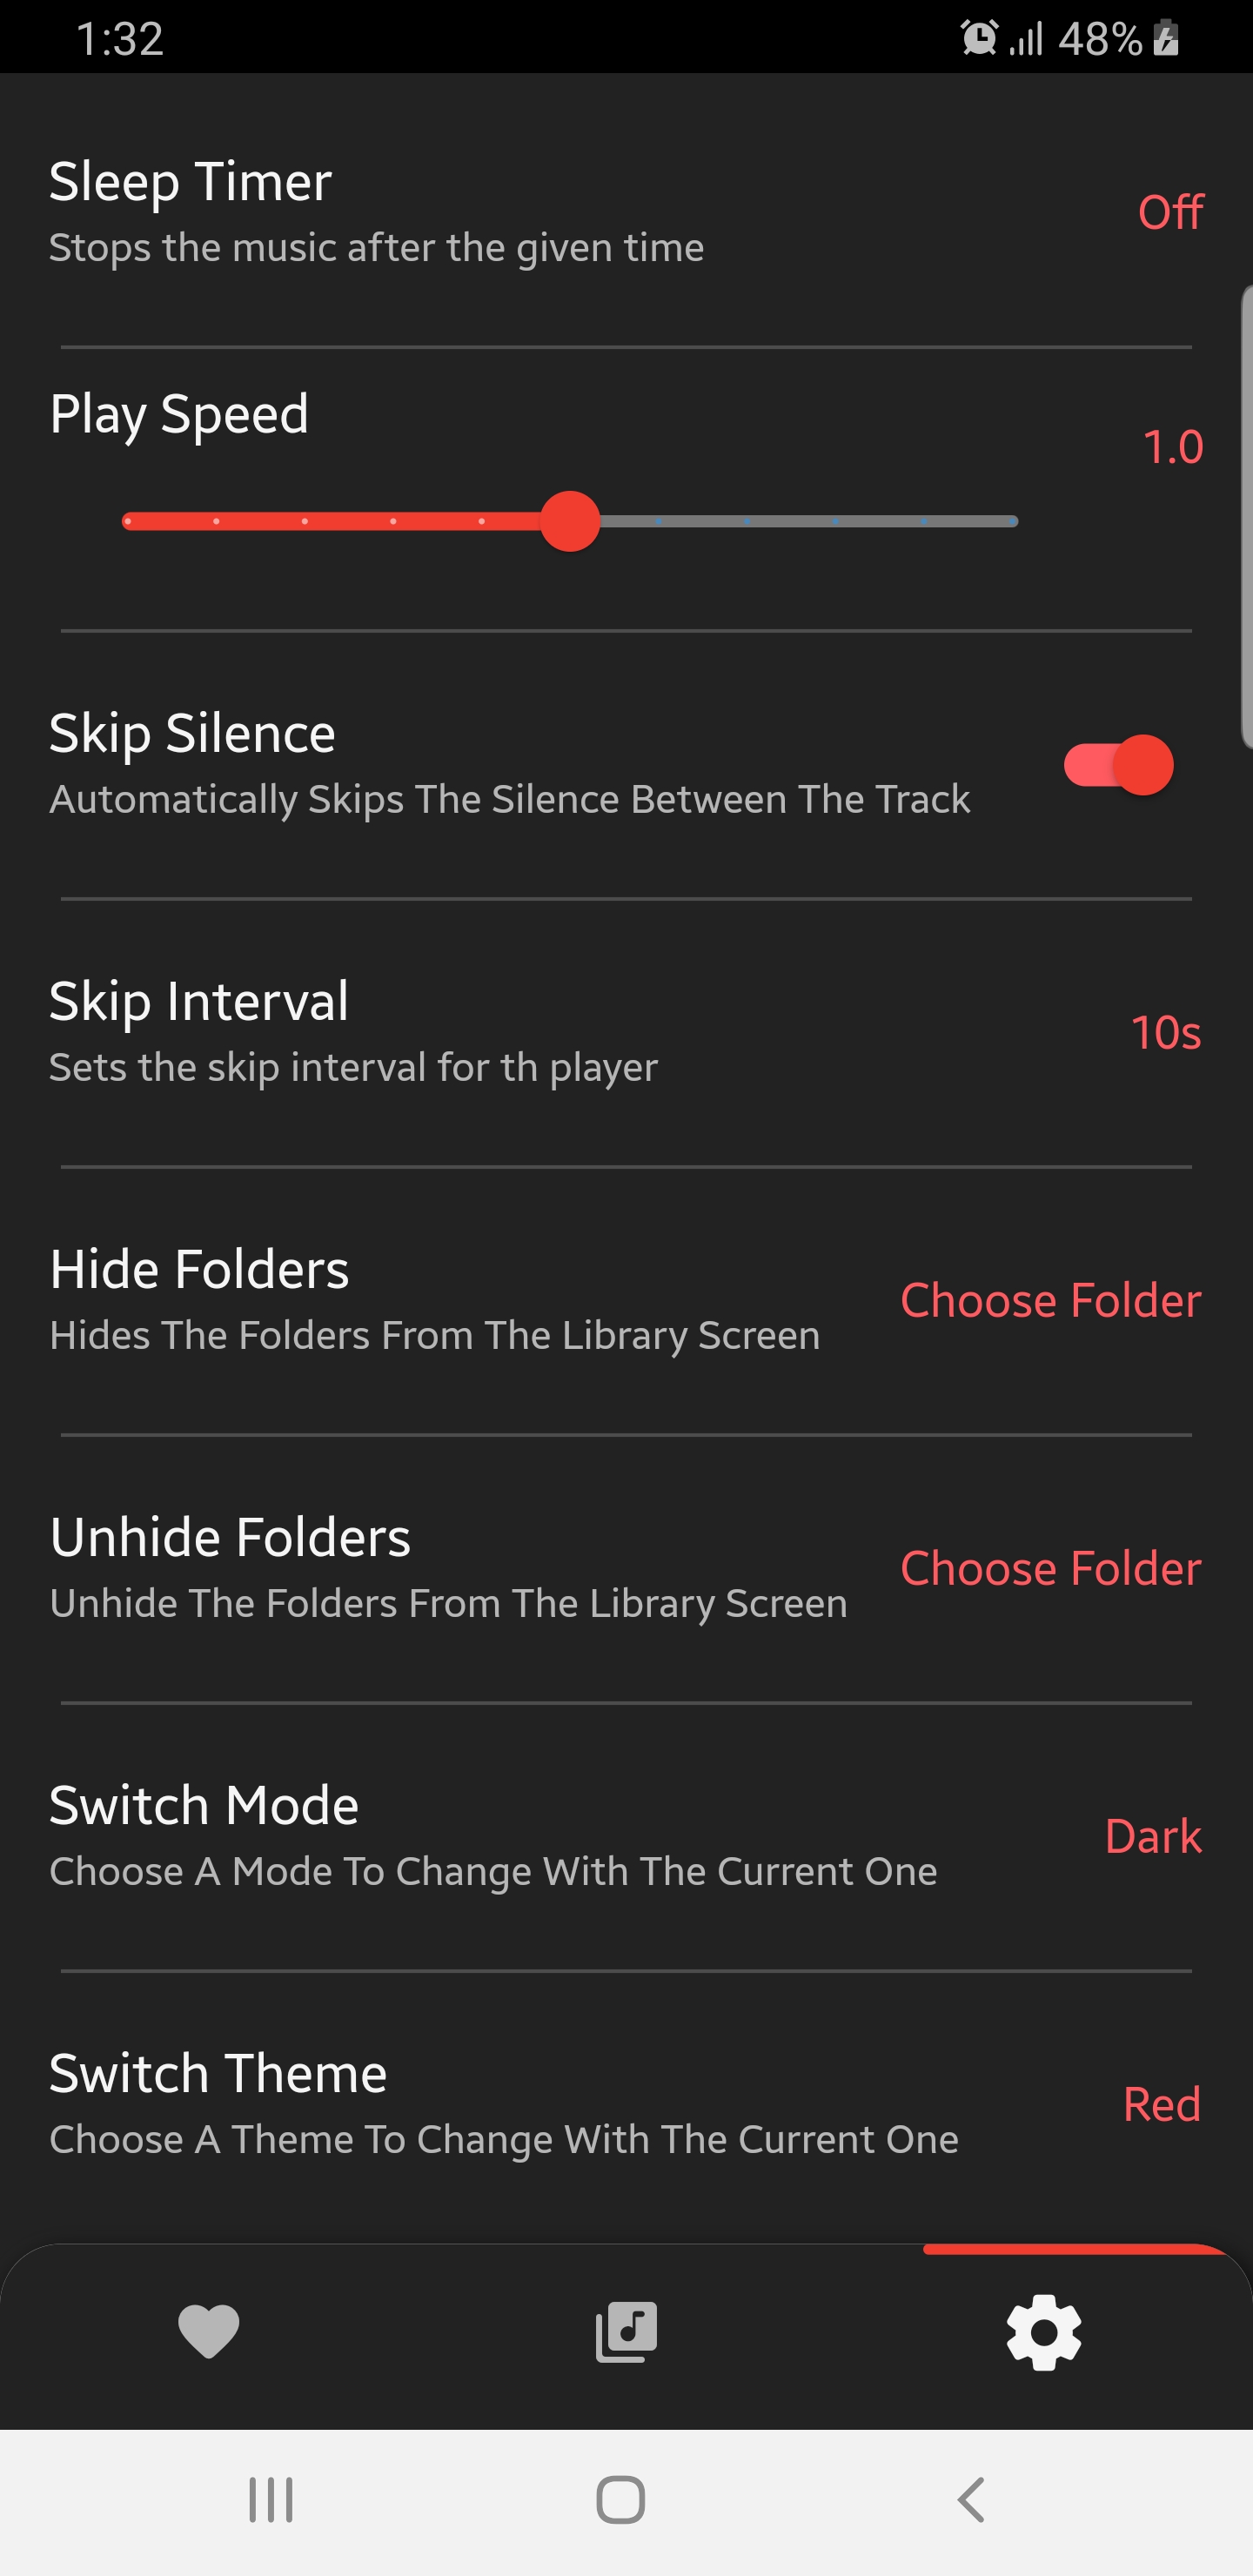 1:32
48%
Sleep Timer
Off
Stops the music after the given time
Play Speed
1.0
Skip Silence
Automatically Skips The Silence Between The Track
Skip Interval
10s
Sets the skip interval for th player
Hide Folders
Choose Folder
Hides The Folders From The Library Screen
Unhide Folders
Choose Folder
Unhide The Folders From The Library Screen
Switch Mode
Dark
Choose A Mode To Change With The Current One
Switch Theme
Red
Choose A Theme To Change With The Current One